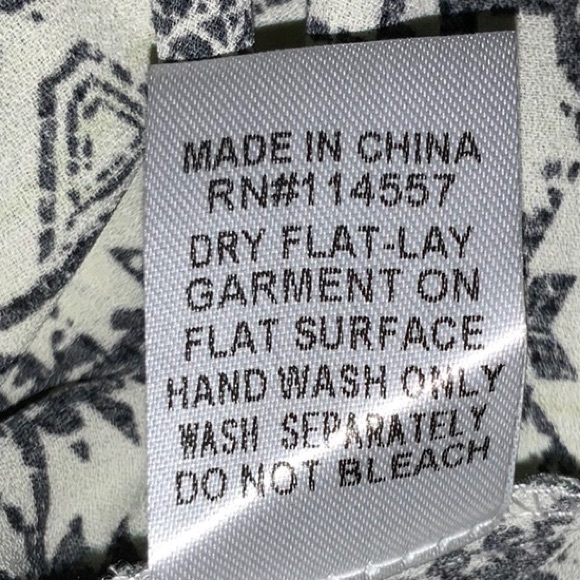 MADE IN CHINA
RN#114557
DRY FLAT-LAY
GARMENT ON
FLAT SURFACE
HAND WASH ONLY
WASH SEPARATELY
DO NOT BLEACH